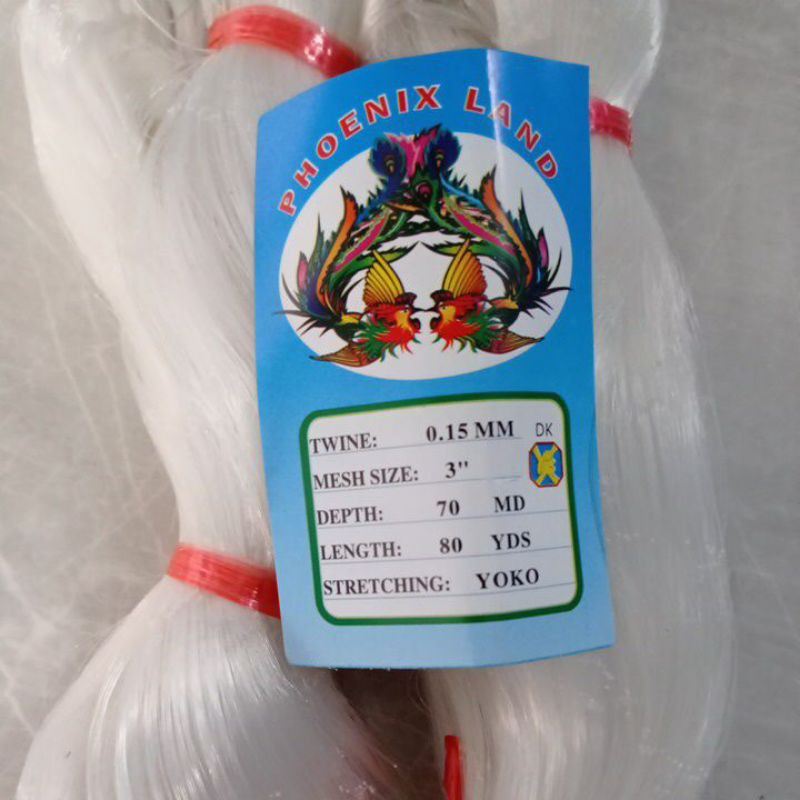 PHOENIX LAND
TWINE: 0.15 MM DK
MESH SIZE: 3"
DEPTH: 70 MD
LENGTH: 80 YDS
STRETCHING: YOKO